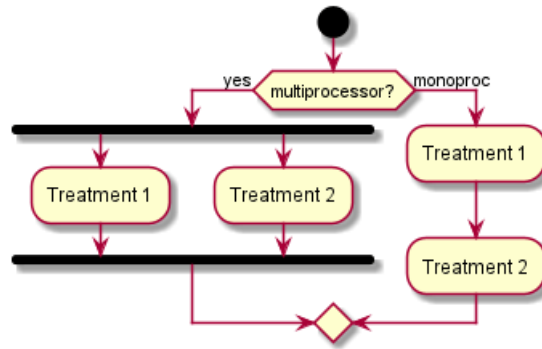 yes
multiprocessor?
monoproc
Treatment 1
Treatment 2
Treatment 1
Treatment 2